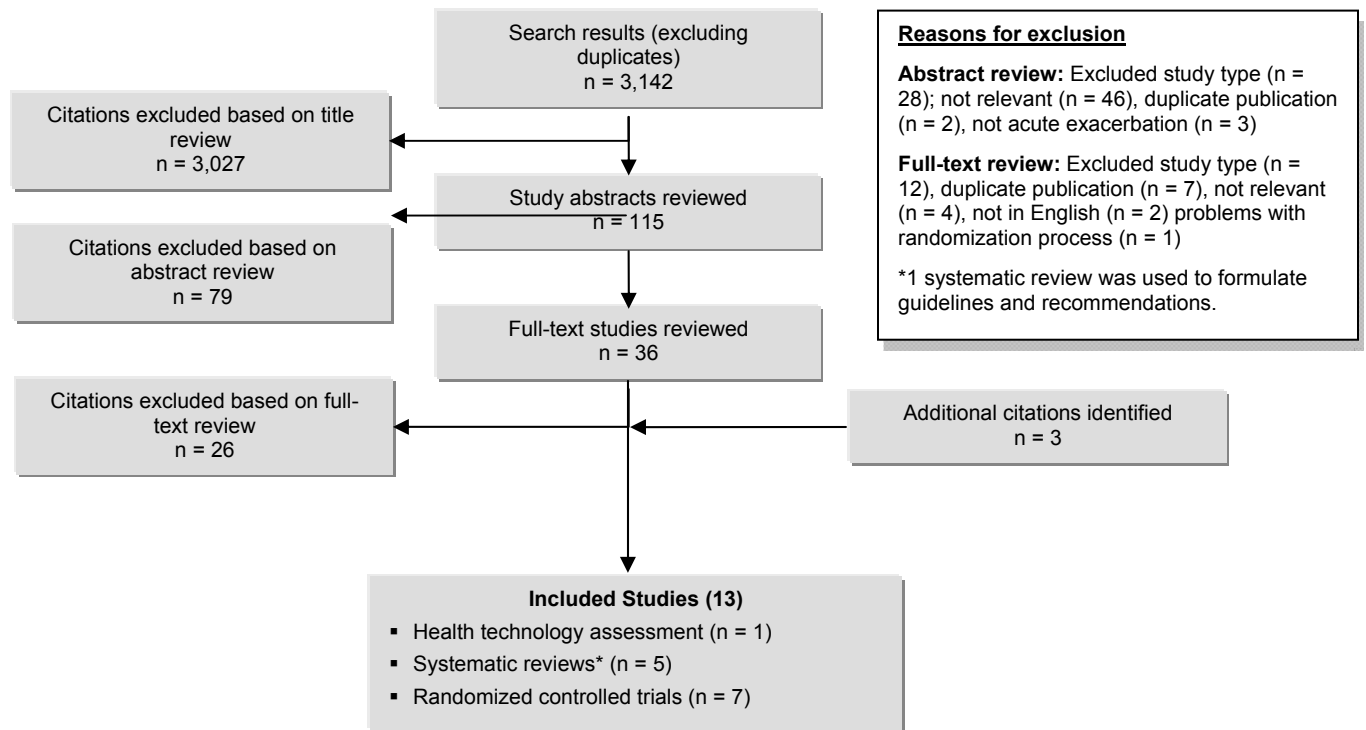 Search results (excluding
duplicates)
n = 3,142
Citations excluded based on title
review
n = 3,027
Study abstracts reviewed
n = 115
Citations excluded based on
abstract review
n = 79
Full-text studies reviewed
n = 36
Citations excluded based on full-
text review
n = 26
Additional citations identified
n = 3
Included Studies (13)
▪ Health technology assessment (n = 1)
▪ Systematic reviews* (n = 5)
▪ Randomized controlled trials (n = 7)
Reasons for exclusion
Abstract review: Excluded study type (n =
28); not relevant (n = 46), duplicate publication
(n = 2), not acute exacerbation (n = 3)
Full-text review: Excluded study type (n =
12), duplicate publication (n = 7), not relevant
(n = 4), not in English (n = 2) problems with
randomization process (n = 1)
*1 systematic review was used to formulate
guidelines and recommendations.